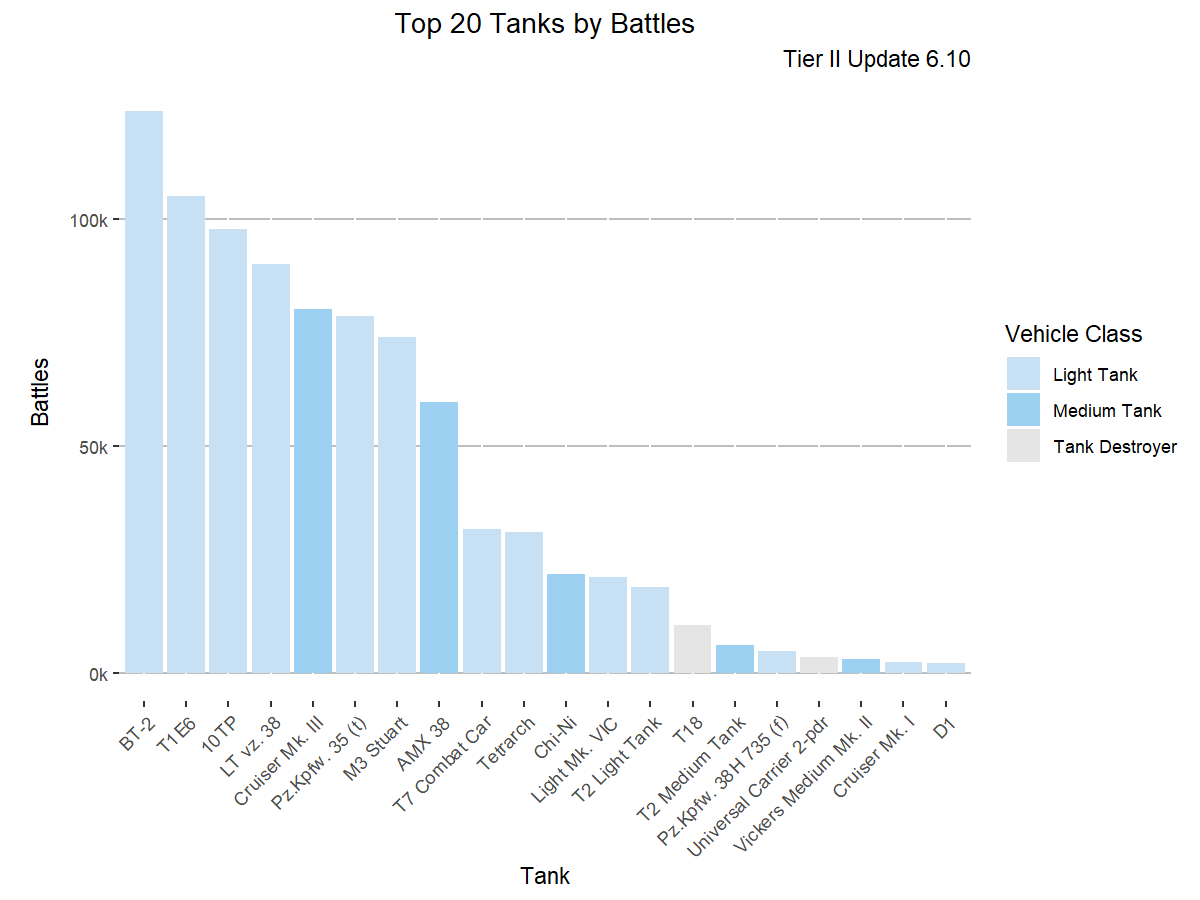 Top 20 Tanks by Battles
Tier II Update 6.10
Battles
100k
50k
0k
BT-2
T1E6
10TP
LT vz. 38
Cruiser Mk. III
Pz.Kpfw. 35 (t)
M3 Stuart
AMX 38
T7 Combat Car
Tetrarch
Chi-Ni
Light Mk. VIC
T2 Light Tank
T18
T2 Medium Tank
Pz.Kpfw. 38H 735 (f)
Universal Carrier 2-pdr
Vickers Medium Mk. II
Cruiser Mk. I
D1
Tank
Vehicle Class
Light Tank
Medium Tank
Tank Destroyer